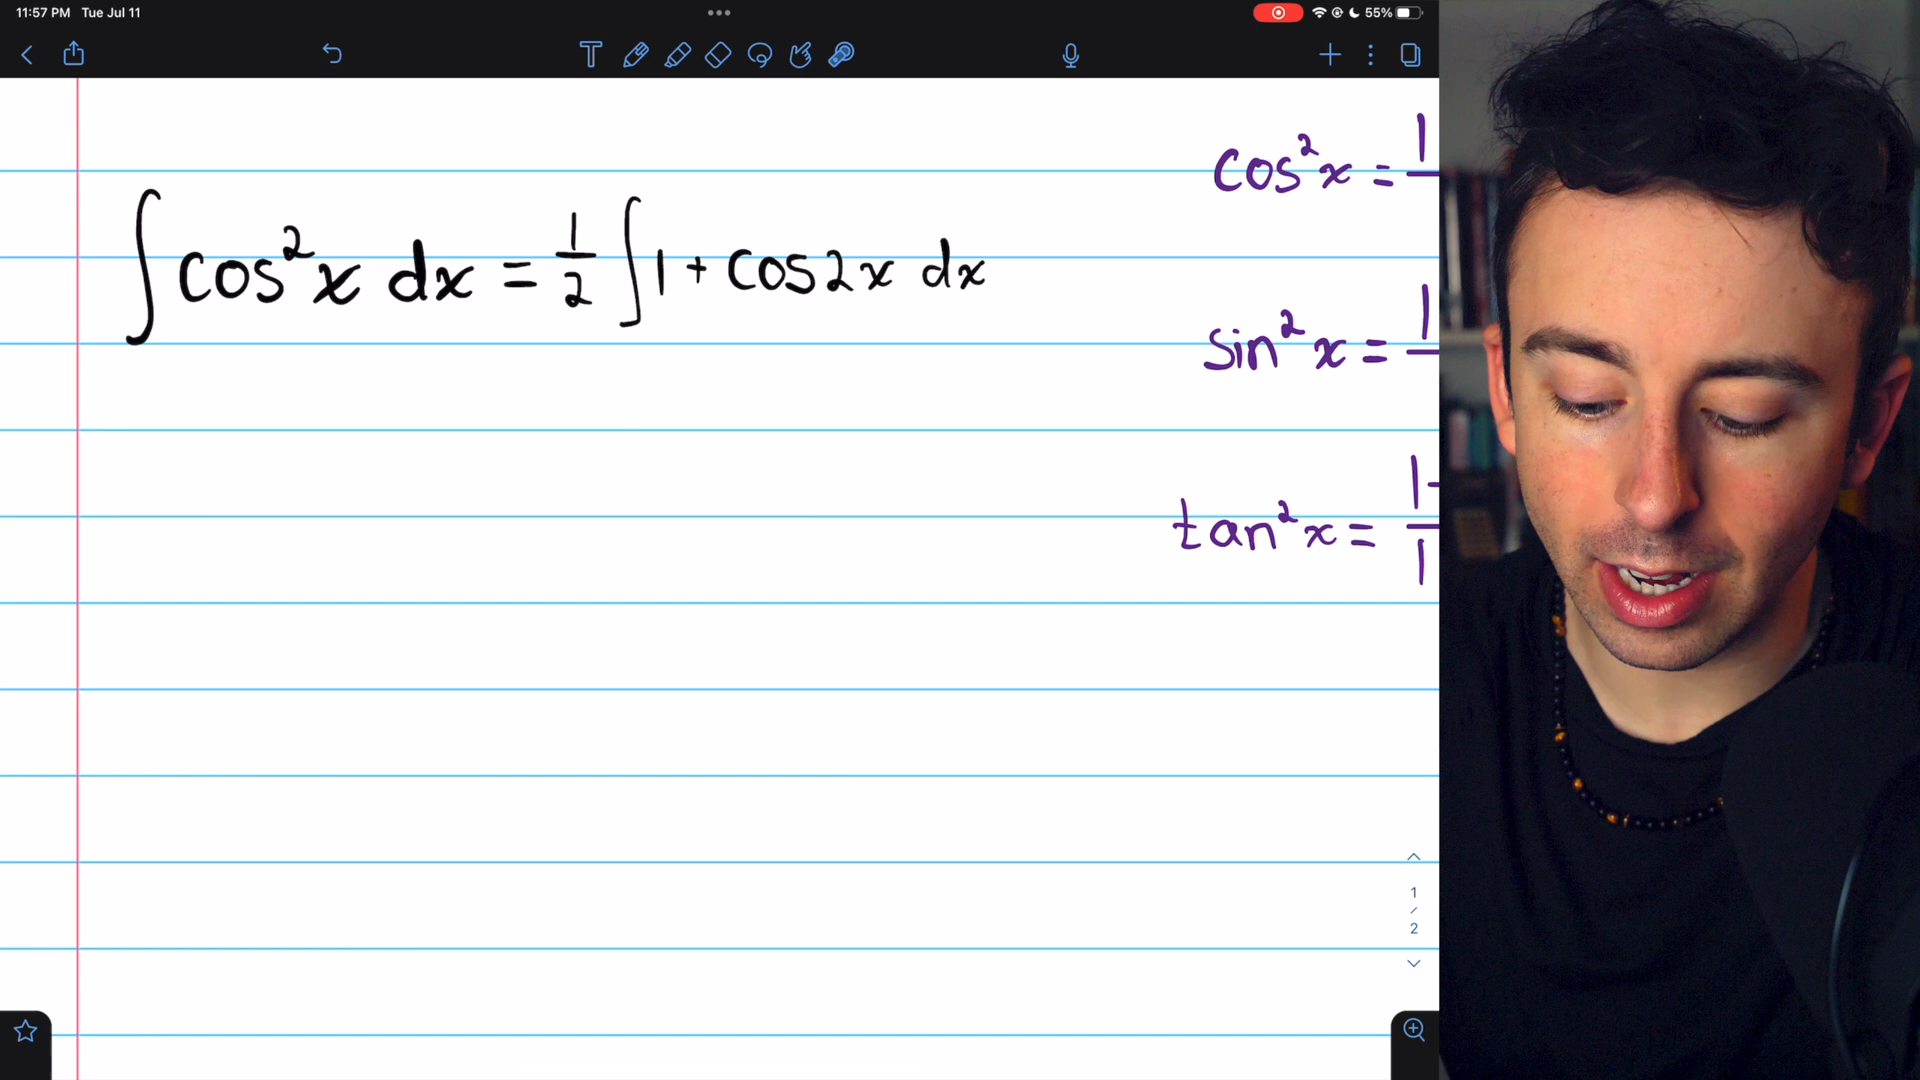 11:57 PM Tue Jul 11
55%
cos²x = 1
∫cos²x dx = 1/2 ∫1 + cos2x dx
sin²x = 1
tan²x = 1-/1
1
/
2